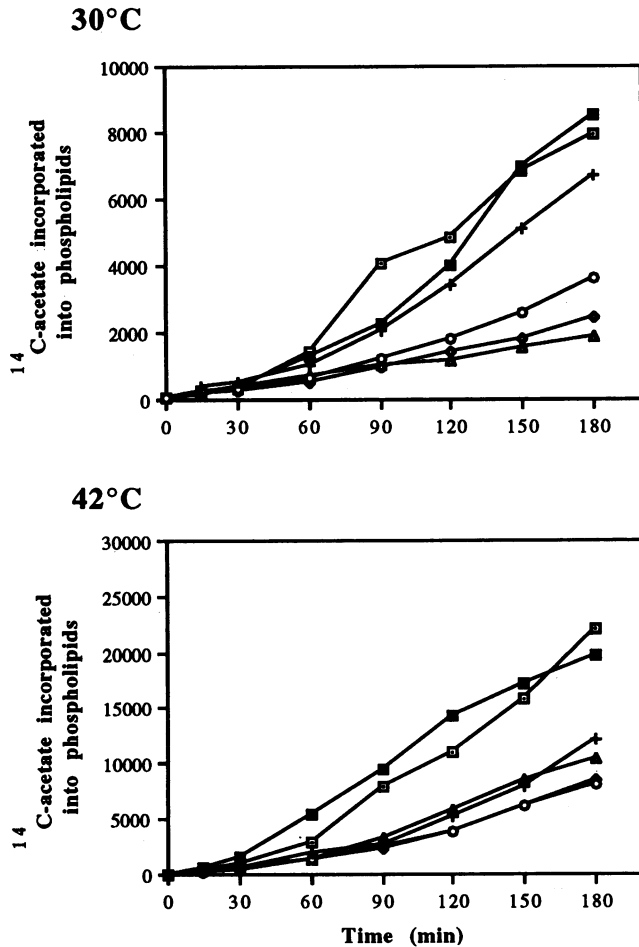 30°C
10000
8000
6000
4000
2000
0
14
C-acetate incorporated
into phospholipids
0 30 60 90 120 150 180
42°C
30000
25000
20000
15000
10000
5000
0
14
C-acetate incorporated
into phospholipids
0 30 60 90 120 150 180
Time (min)